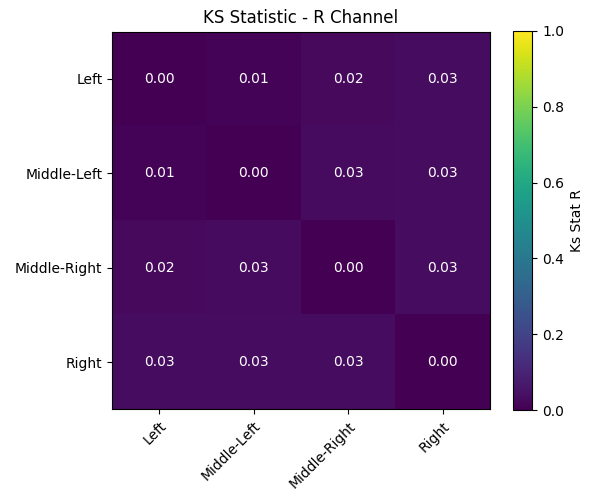 KS Statistic - R Channel
Left 0.00 0.01 0.02 0.03
Middle-Left 0.01 0.00 0.03 0.03
Middle-Right 0.02 0.03 0.00 0.03
Right 0.03 0.03 0.03 0.00
Left Middle-Left Middle-Right Right
1.0
0.8
0.6
0.4
0.2
0.0
Ks Stat R